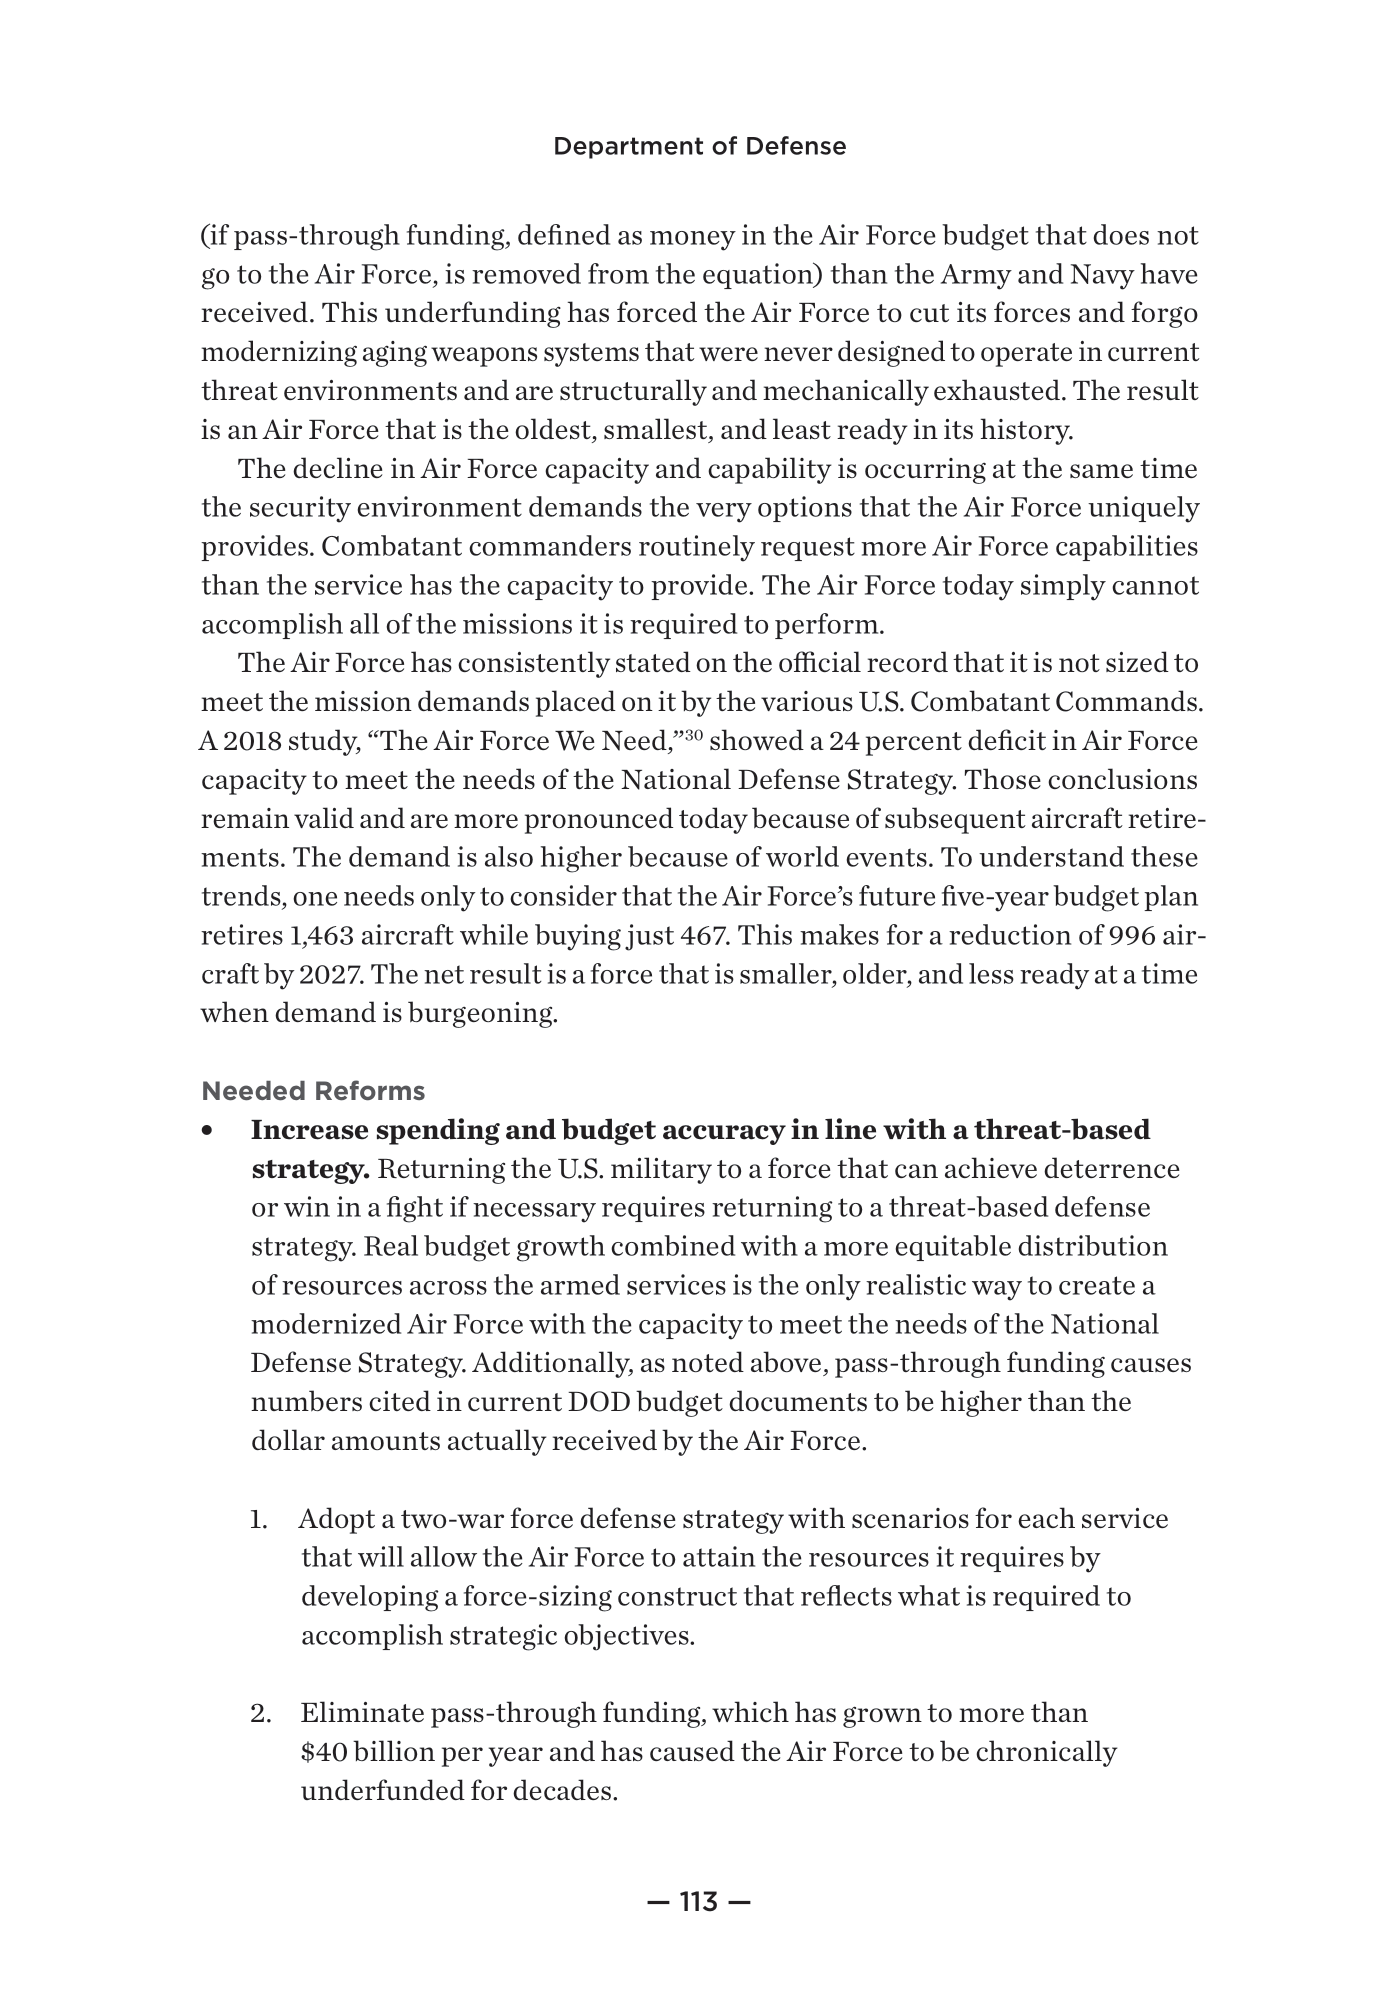 Department of Defense
(if pass-through funding, defined as money in the Air Force budget that does not
go to the Air Force, is removed from the equation) than the Army and Navy have
received. This underfunding has forced the Air Force to cut its forces and forgo
modernizing aging weapons systems that were never designed to operate in current
threat environments and are structurally and mechanically exhausted. The result
is an Air Force that is the oldest, smallest, and least ready in its history.
The decline in Air Force capacity and capability is occurring at the same time
the security environment demands the very options that the Air Force uniquely
provides. Combatant commanders routinely request more Air Force capabilities
than the service has the capacity to provide. The Air Force today simply cannot
accomplish all of the missions it is required to perform.
The Air Force has consistently stated on the official record that it is not sized to
meet the mission demands placed on it by the various U.S. Combatant Commands.
A 2018 study, “The Air Force We Need,”³⁰ showed a 24 percent deficit in Air Force
capacity to meet the needs of the National Defense Strategy. Those conclusions
remain valid and are more pronounced today because of subsequent aircraft retire-
ments. The demand is also higher because of world events. To understand these
trends, one needs only to consider that the Air Force’s future five-year budget plan
retires 1,463 aircraft while buying just 467. This makes for a reduction of 996 air-
craft by 2027. The net result is a force that is smaller, older, and less ready at a time
when demand is burgeoning.
Needed Reforms
• Increase spending and budget accuracy in line with a threat-based
strategy. Returning the U.S. military to a force that can achieve deterrence
or win in a fight if necessary requires returning to a threat-based defense
strategy. Real budget growth combined with a more equitable distribution
of resources across the armed services is the only realistic way to create a
modernized Air Force with the capacity to meet the needs of the National
Defense Strategy. Additionally, as noted above, pass-through funding causes
numbers cited in current DOD budget documents to be higher than the
dollar amounts actually received by the Air Force.
1. Adopt a two-war force defense strategy with scenarios for each service
that will allow the Air Force to attain the resources it requires by
developing a force-sizing construct that reflects what is required to
accomplish strategic objectives.
2. Eliminate pass-through funding, which has grown to more than
$40 billion per year and has caused the Air Force to be chronically
underfunded for decades.
— 113 —